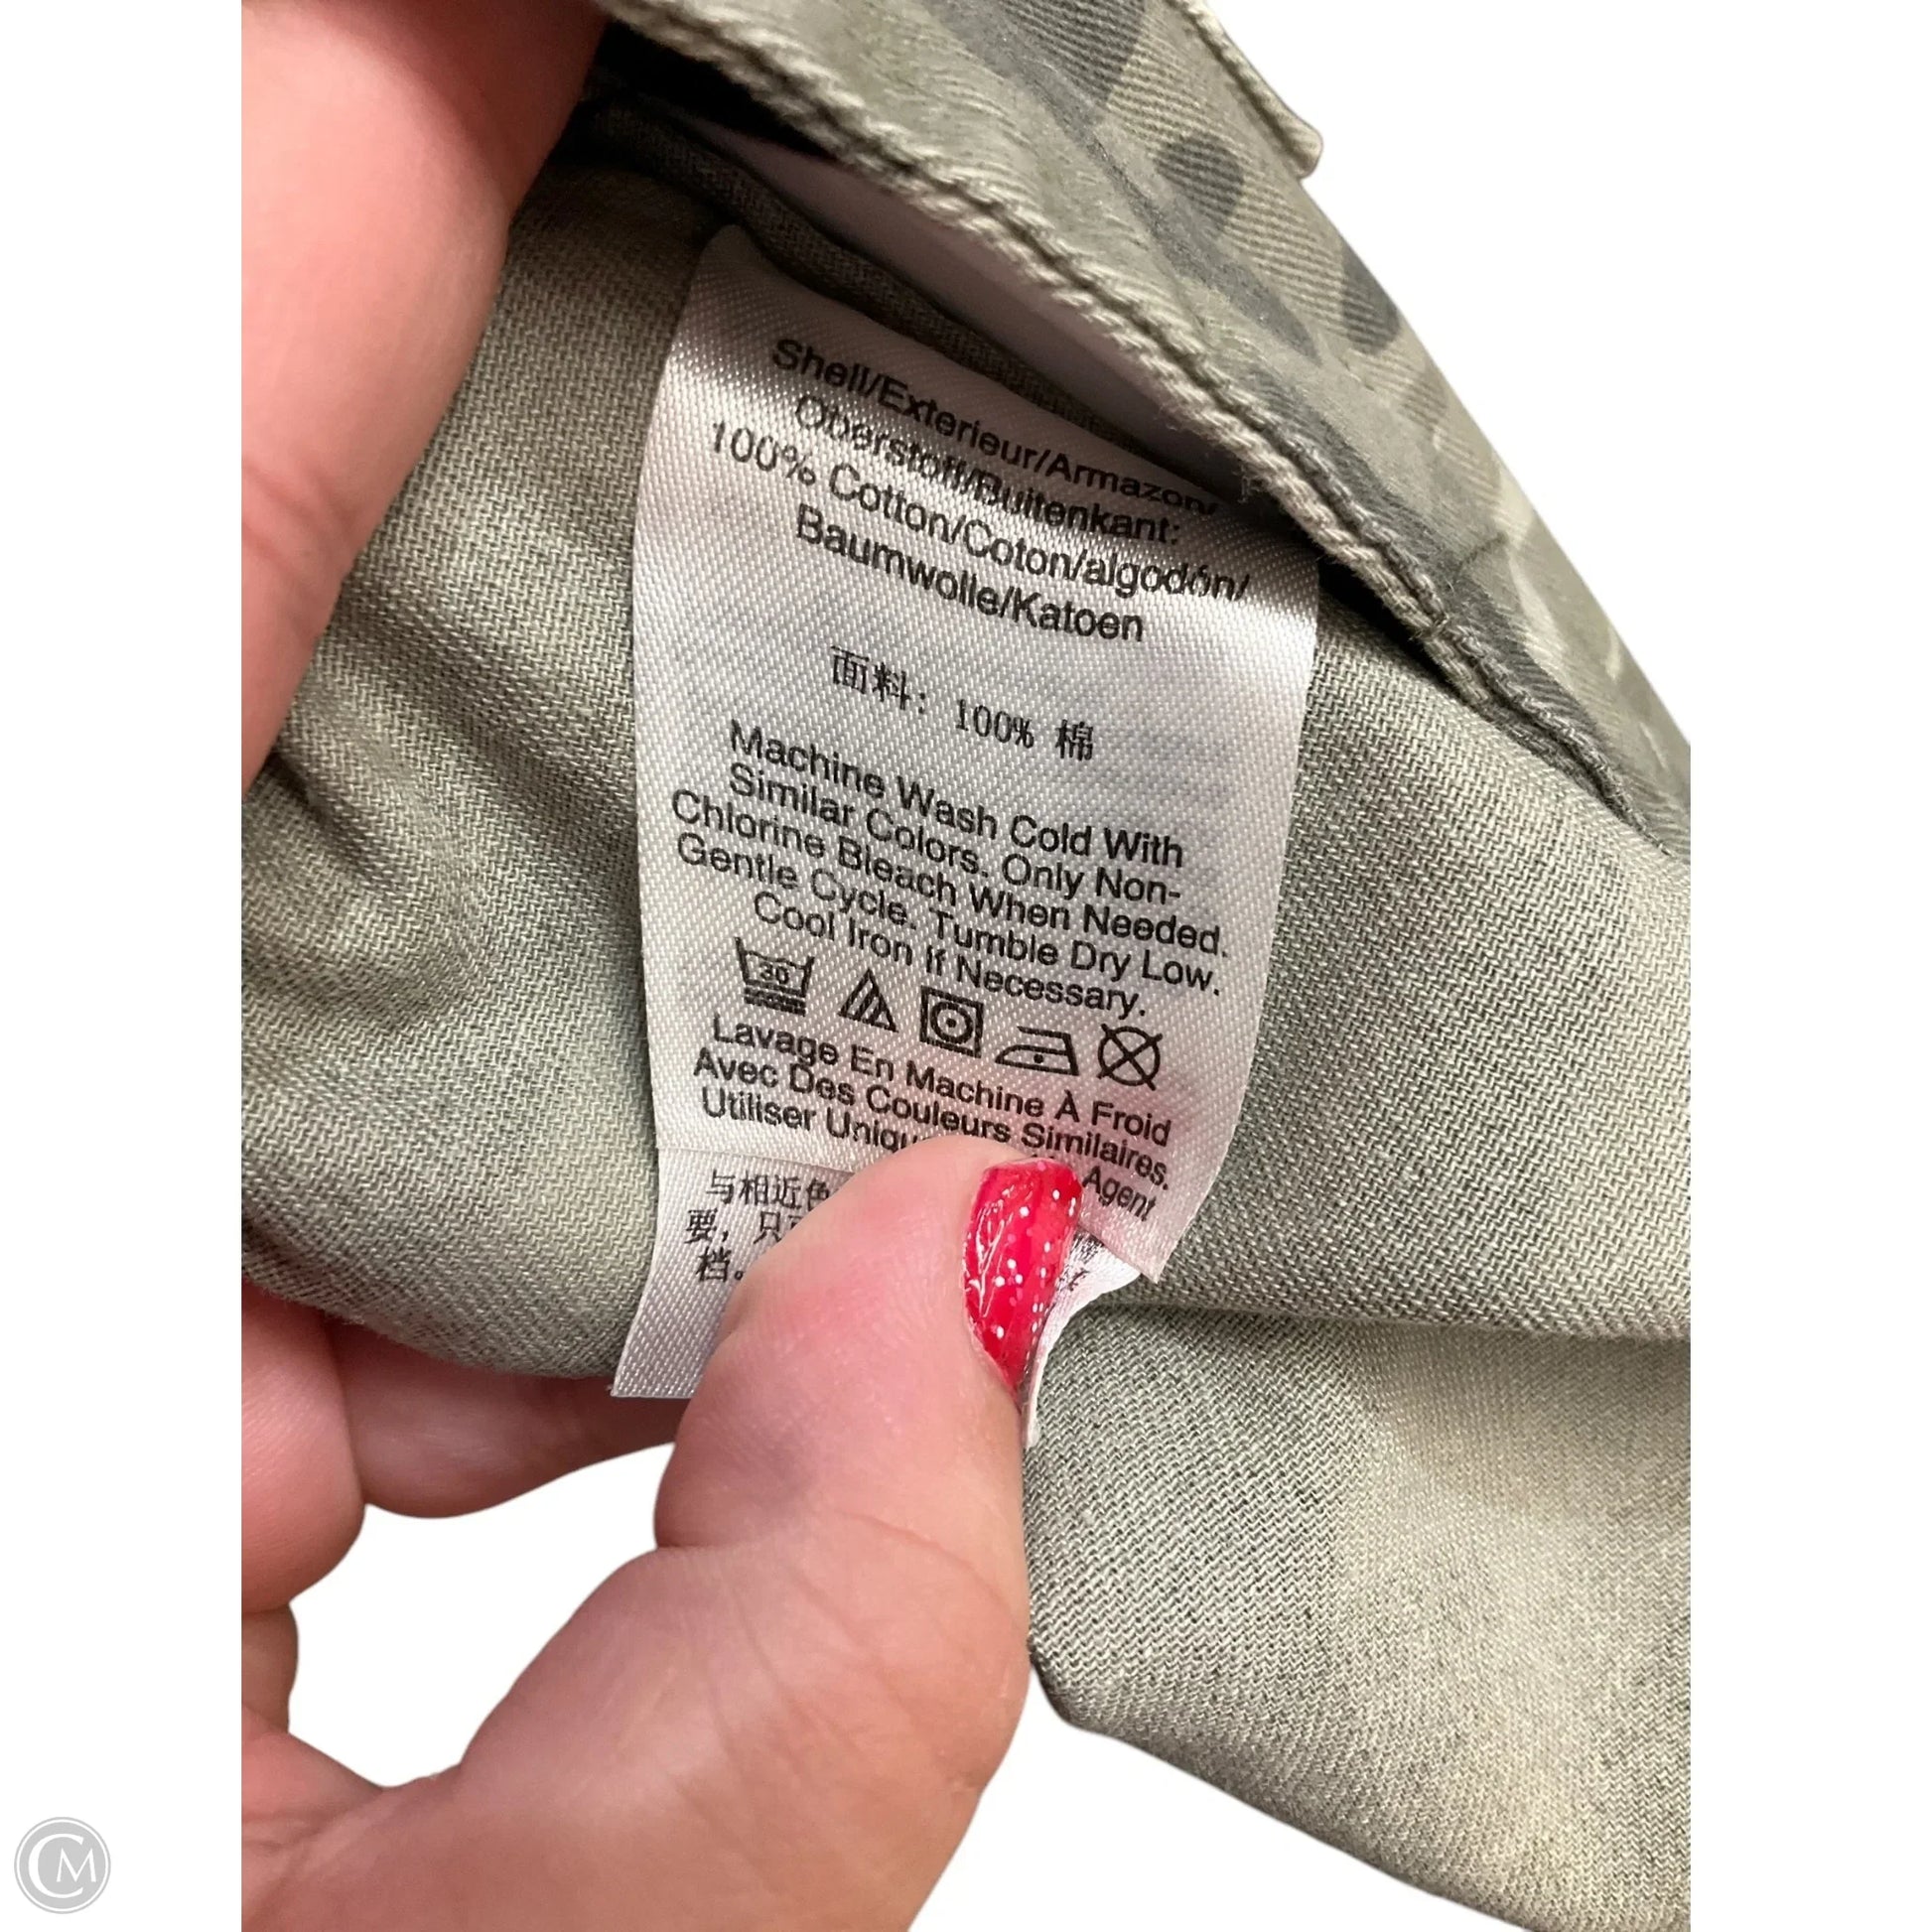 Shell/Exterieur/Armazon/
Oberstoff/Buitenkant:
100% Cotton/Coton/algodón/
Baumwolle/Katoen
面料: 100% 棉
Machine Wash Cold With
Similar Colors. Only Non-
Chlorine Bleach When Needed.
Gentle Cycle. Tumble Dry Low.
Cool Iron If Necessary.
30
Lavage En Machine À Froid
Avec Des Couleurs Similaires.
Utiliser Agent
与相近色
要, 只
档。
CM